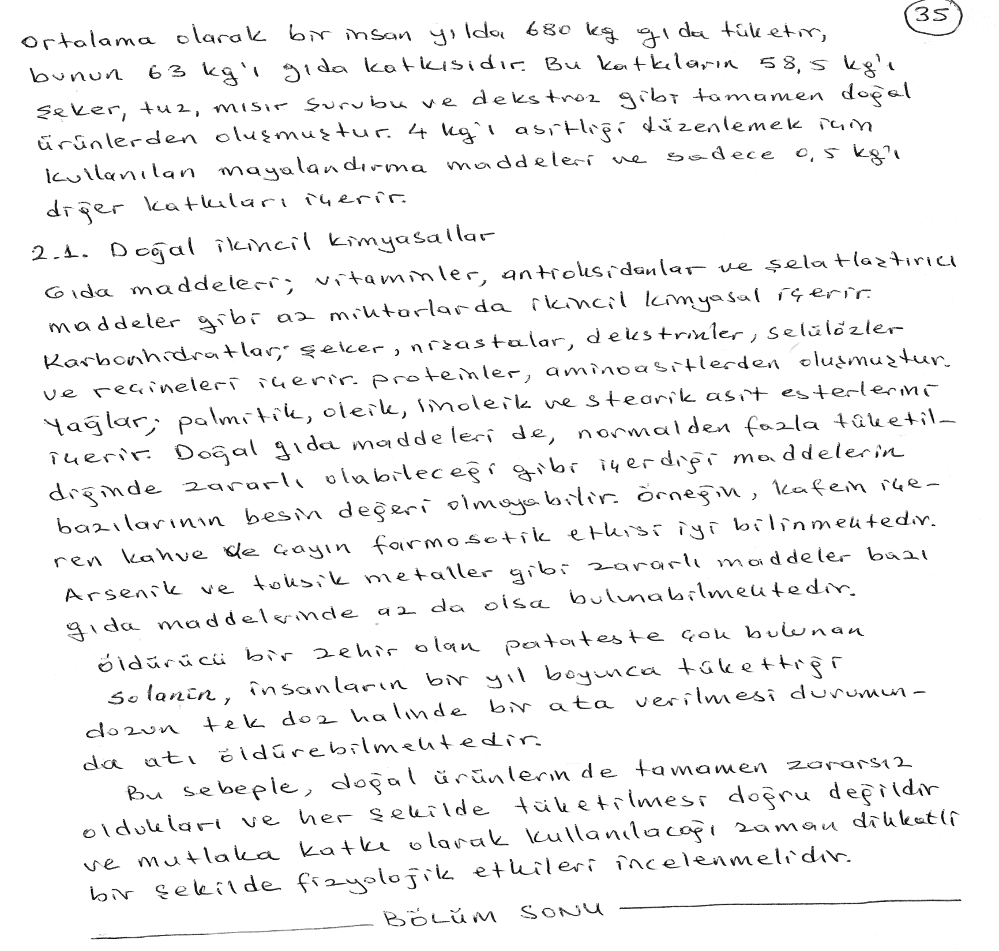 35
Ortalama olarak bir insan yılda 680 kg gıda tüketir,
bunun 63 kg'ı gıda katkısıdır. Bu katkıların 58,5 kg'ı
şeker, tuz, mısır şurubu ve dekstroz gibi tamamen doğal
ürünlerden oluşmuştur. 4 kg'ı asitliği düzenlemek için
kullanılan mayalandırma maddeleri ve sadece 0,5 kg'ı
diğer katkıları içerir.
2.1. Doğal ikincil kimyasallar
Gıda maddeleri; vitaminler, antioksidanlar ve şelatlaştırıcı
maddeler gibi az miktarlarda ikincil kimyasal içerir.
Karbonhidratlar; şeker, nişastalar, dekstrinler, selülözler
ve reçineleri içerir. proteinler, aminoasitlerden oluşmuştur.
Yağlar; palmitik, oleik, linoleik ve stearik asit esterlerini
içerir. Doğal gıda maddeleri de, normalden fazla tüketil-
diğinde zararlı olabileceği gibi içerdiği maddelerin
bazılarının besin değeri olmayabilir. Örneğin, kafein içe-
ren kahve ve çayın farmosotik etkisi iyi bilinmektedir.
Arsenik ve toksik metaller gibi zararlı maddeler bazı
gıda maddelerinde az da olsa bulunabilmektedir.
öldürücü bir zehir olan patateste çok bulunan
solanin, insanların bir yıl boyunca tükettiği
dozun tek doz halinde bir ata verilmesi durumun-
da atı öldürebilmektedir.
Bu sebeple, doğal ürünlerin de tamamen zararsız
oldukları ve her şekilde tüketilmesi doğru değildir
ve mutlaka katkı olarak kullanılacağı zaman dikkatli
bir şekilde fizyolojik etkileri incelenmelidir.
BÖLÜM SONU